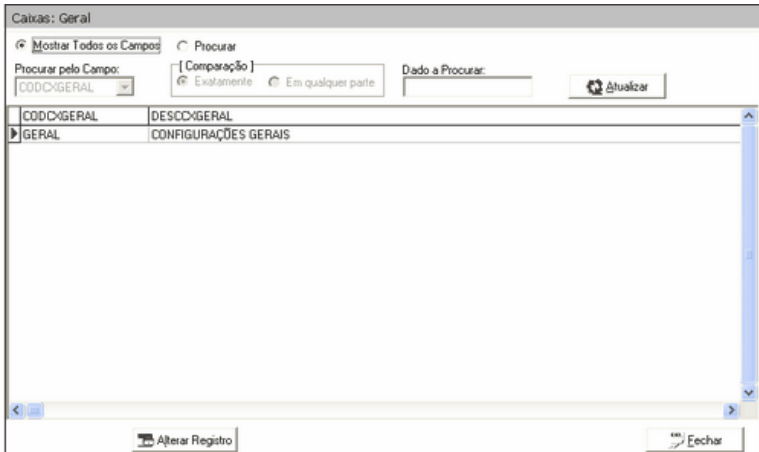 Caixas: Geral
Mostrar Todos os Campos Procurar
Procurar pelo Campo: [ Comparação ] Dado a Procurar:
CODCXGERAL Exatamente Em qualquer parte Atualizar
CODCXGERAL DESCCXGERAL
GERAL CONFIGURAÇÕES GERAIS
Alterar Registro Fechar